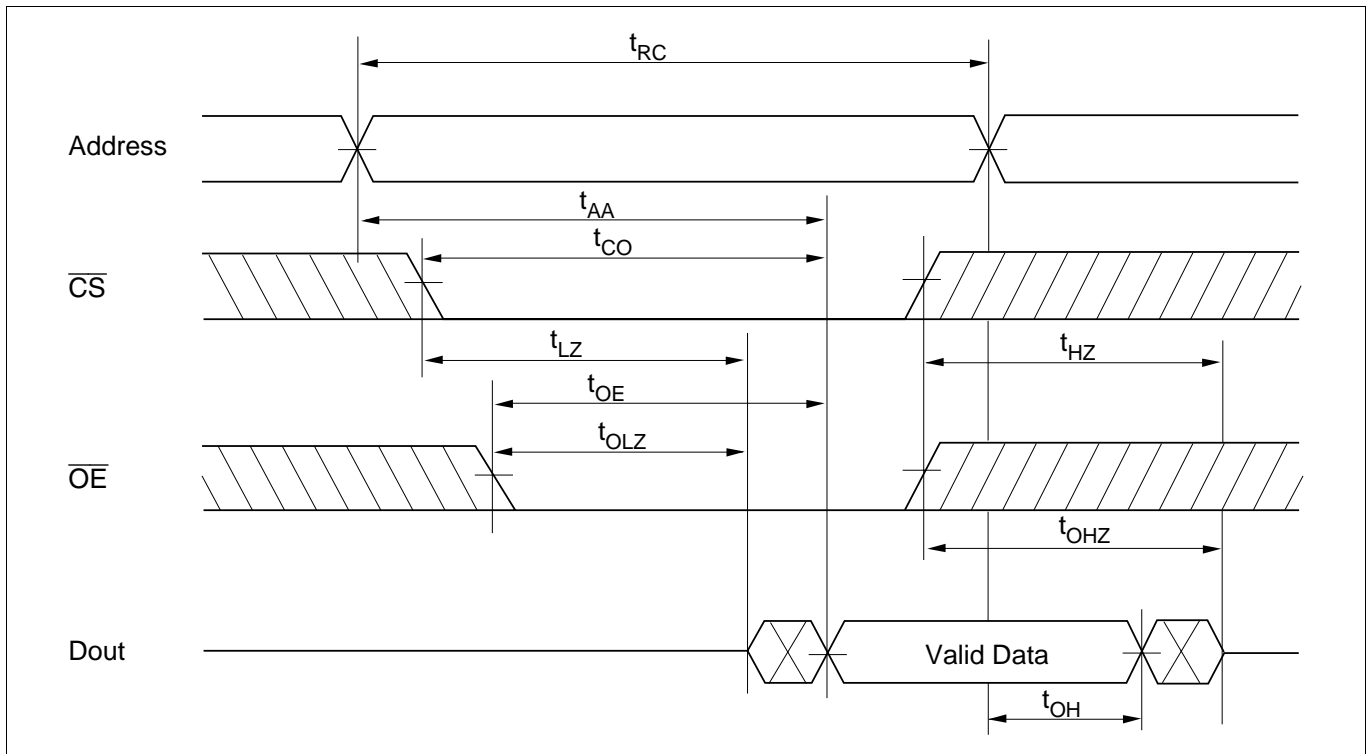 tRC
Address
tAA
tCO
CS
tLZ
tHZ
tOE
tOLZ
OE
tOHZ
Dout
Valid Data
tOH